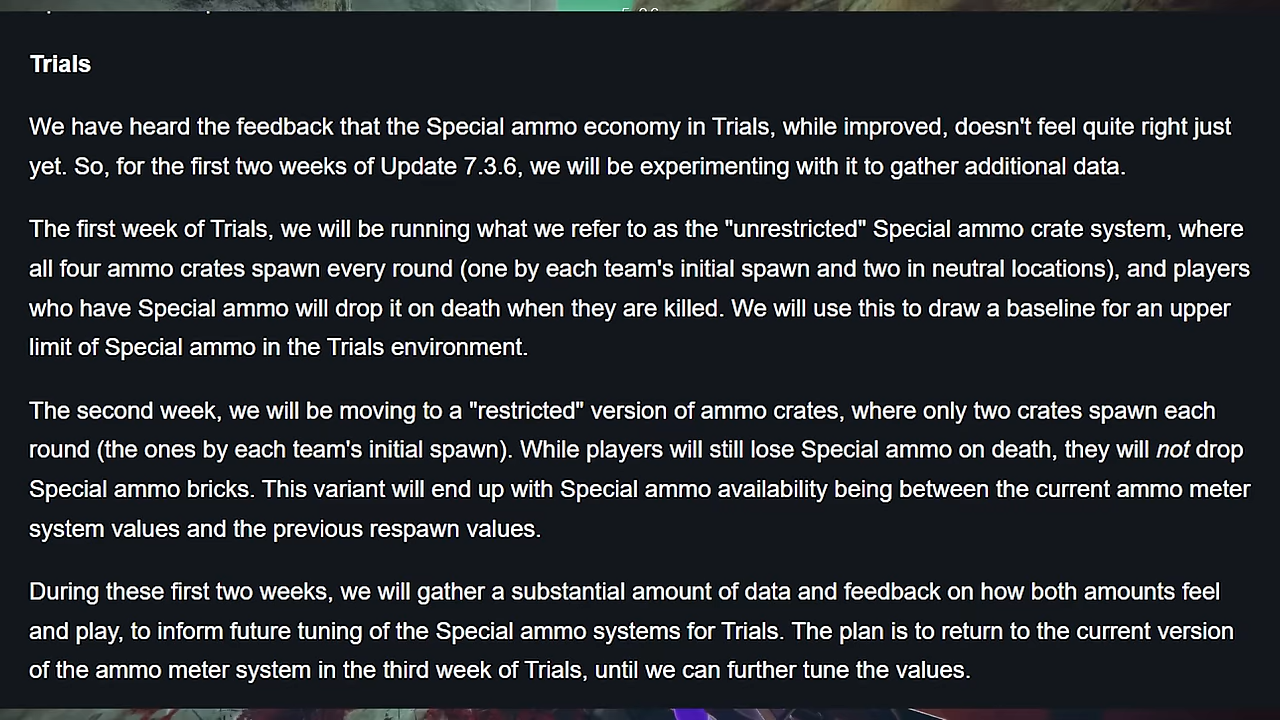 Trials
We have heard the feedback that the Special ammo economy in Trials, while improved, doesn't feel quite right just
yet. So, for the first two weeks of Update 7.3.6, we will be experimenting with it to gather additional data.
The first week of Trials, we will be running what we refer to as the "unrestricted" Special ammo crate system, where
all four ammo crates spawn every round (one by each team's initial spawn and two in neutral locations), and players
who have Special ammo will drop it on death when they are killed. We will use this to draw a baseline for an upper
limit of Special ammo in the Trials environment.
The second week, we will be moving to a "restricted" version of ammo crates, where only two crates spawn each
round (the ones by each team's initial spawn). While players will still lose Special ammo on death, they will not drop
Special ammo bricks. This variant will end up with Special ammo availability being between the current ammo meter
system values and the previous respawn values.
During these first two weeks, we will gather a substantial amount of data and feedback on how both amounts feel
and play, to inform future tuning of the Special ammo systems for Trials. The plan is to return to the current version
of the ammo meter system in the third week of Trials, until we can further tune the values.